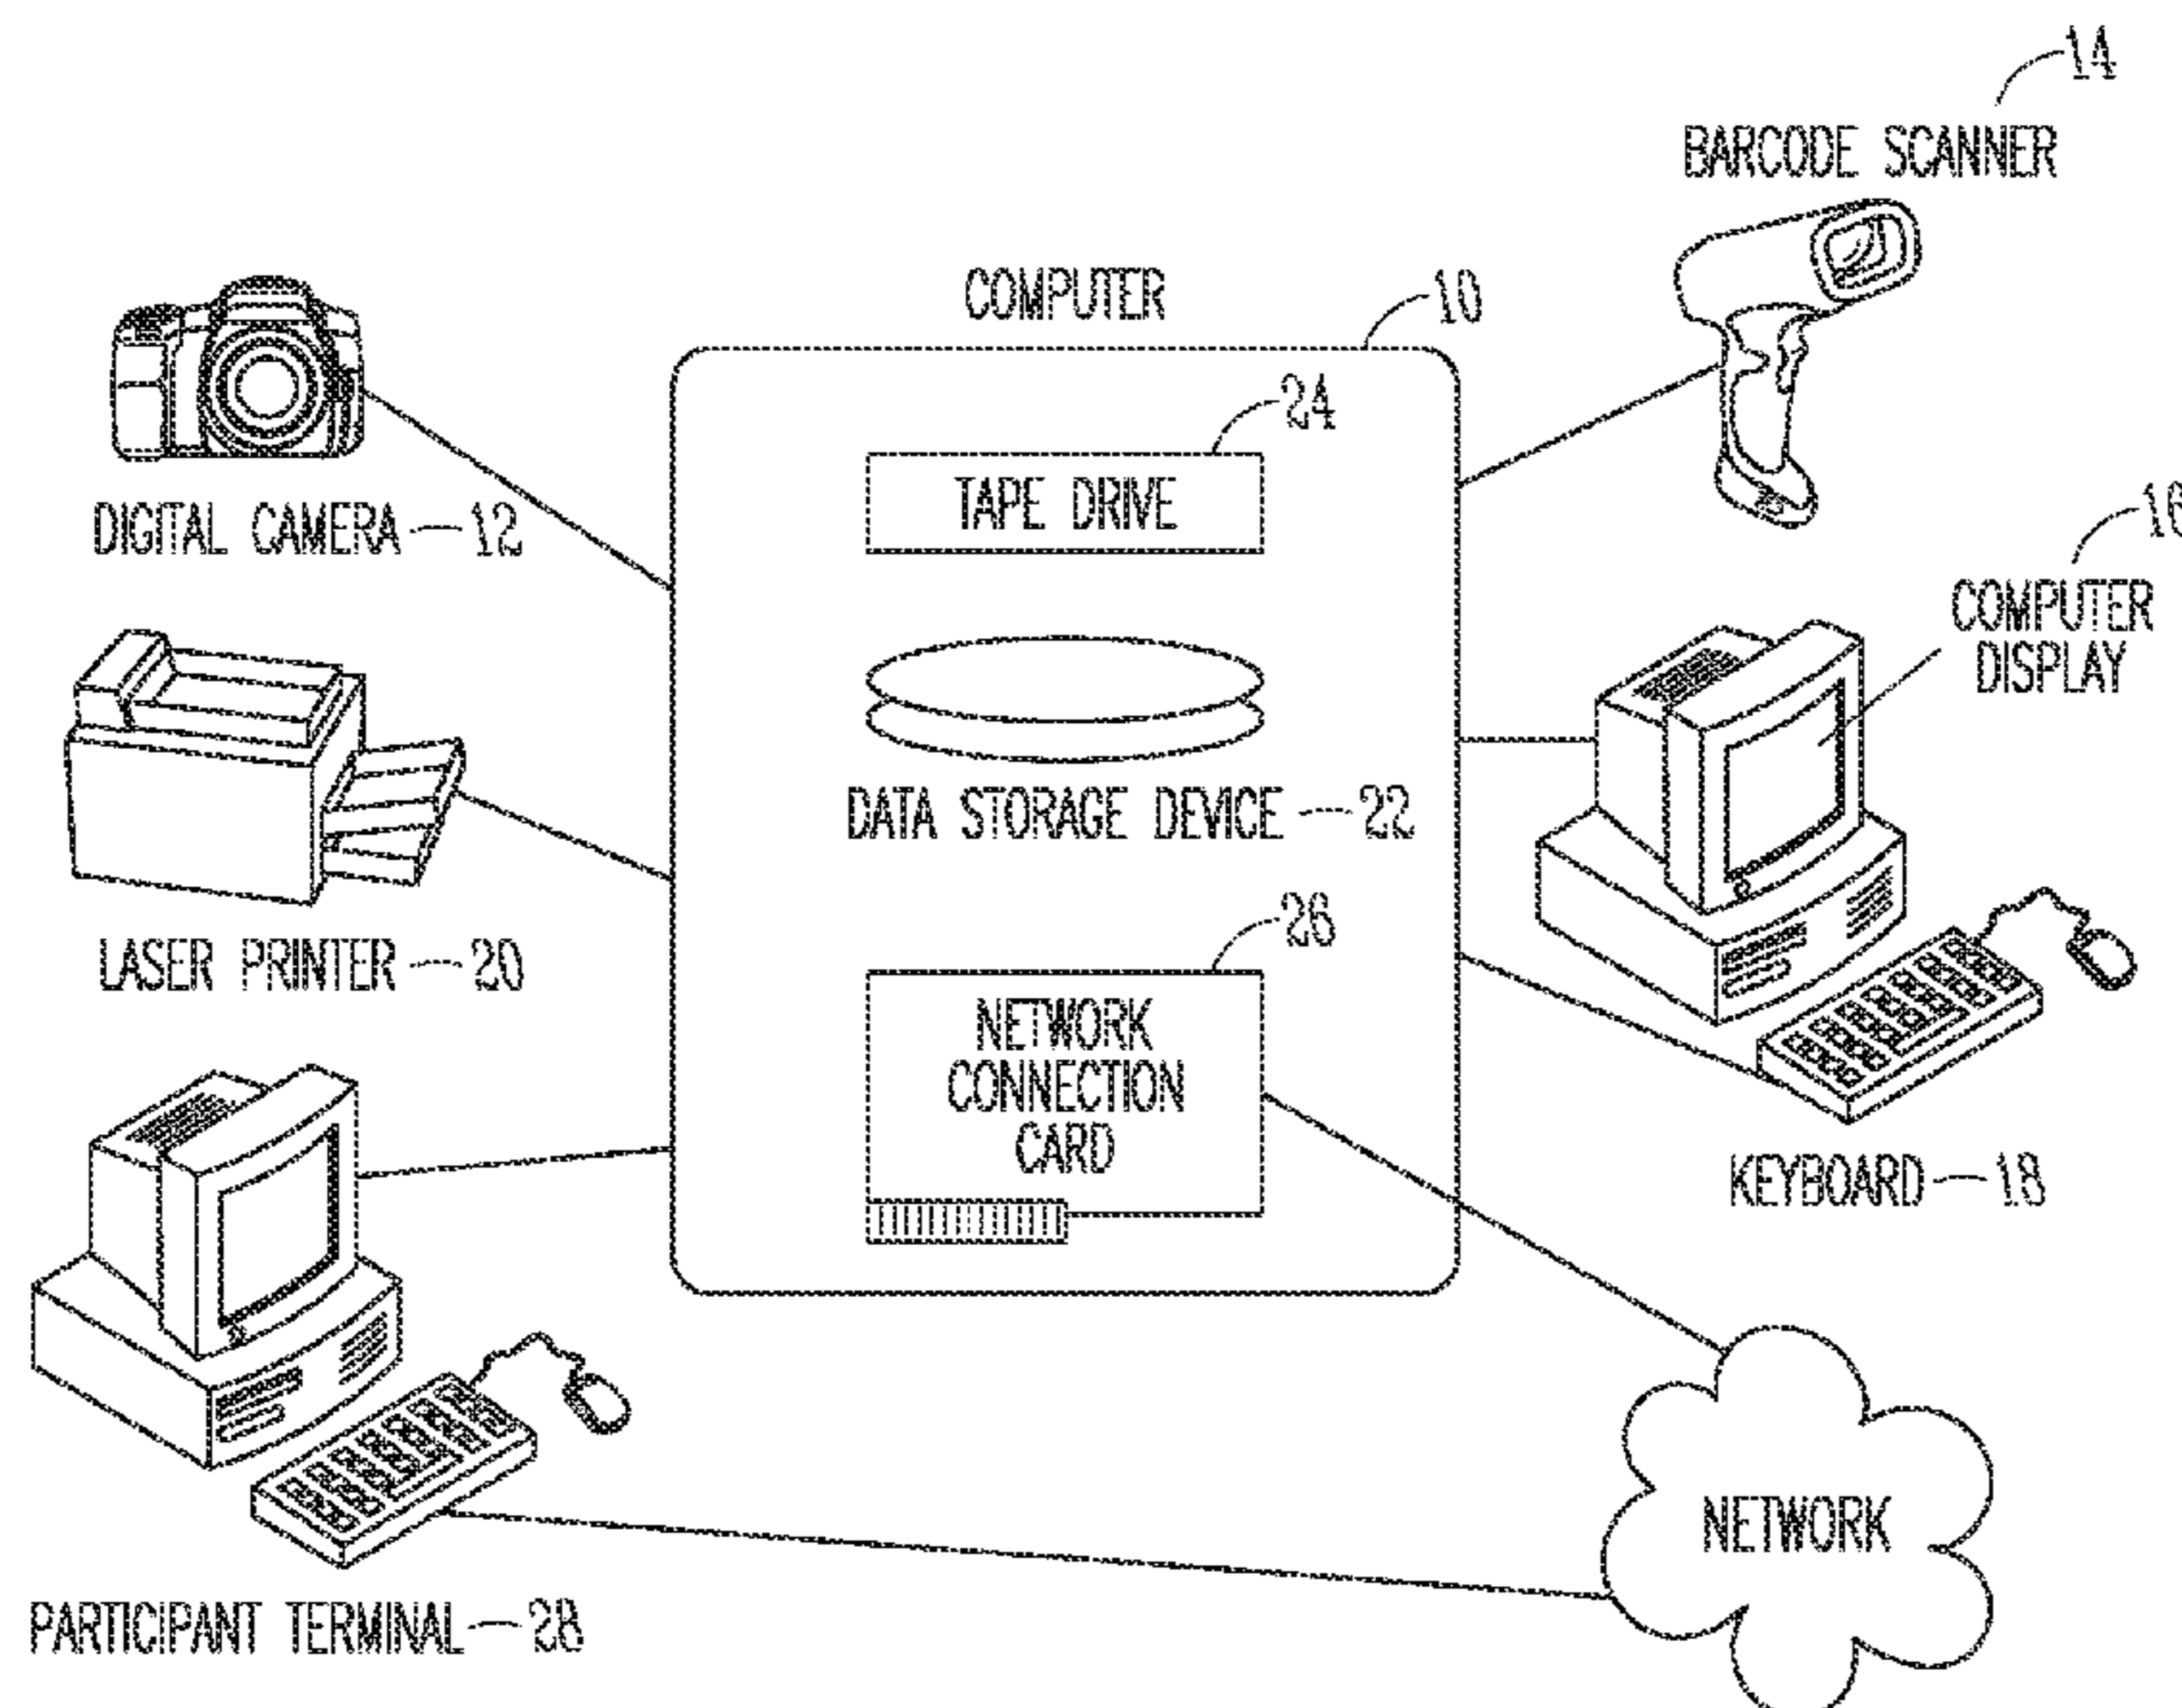 14
BARCODE SCANNER
COMPUTER
10
24
TAPE DRIVE
DIGITAL CAMERA 12
16
COMPUTER
DISPLAY
DATA STORAGE DEVICE 22
LASER PRINTER 20
26
NETWORK
CONNECTION
CARD
KEYBOARD 18
NETWORK
PARTICIPANT TERMINAL 28